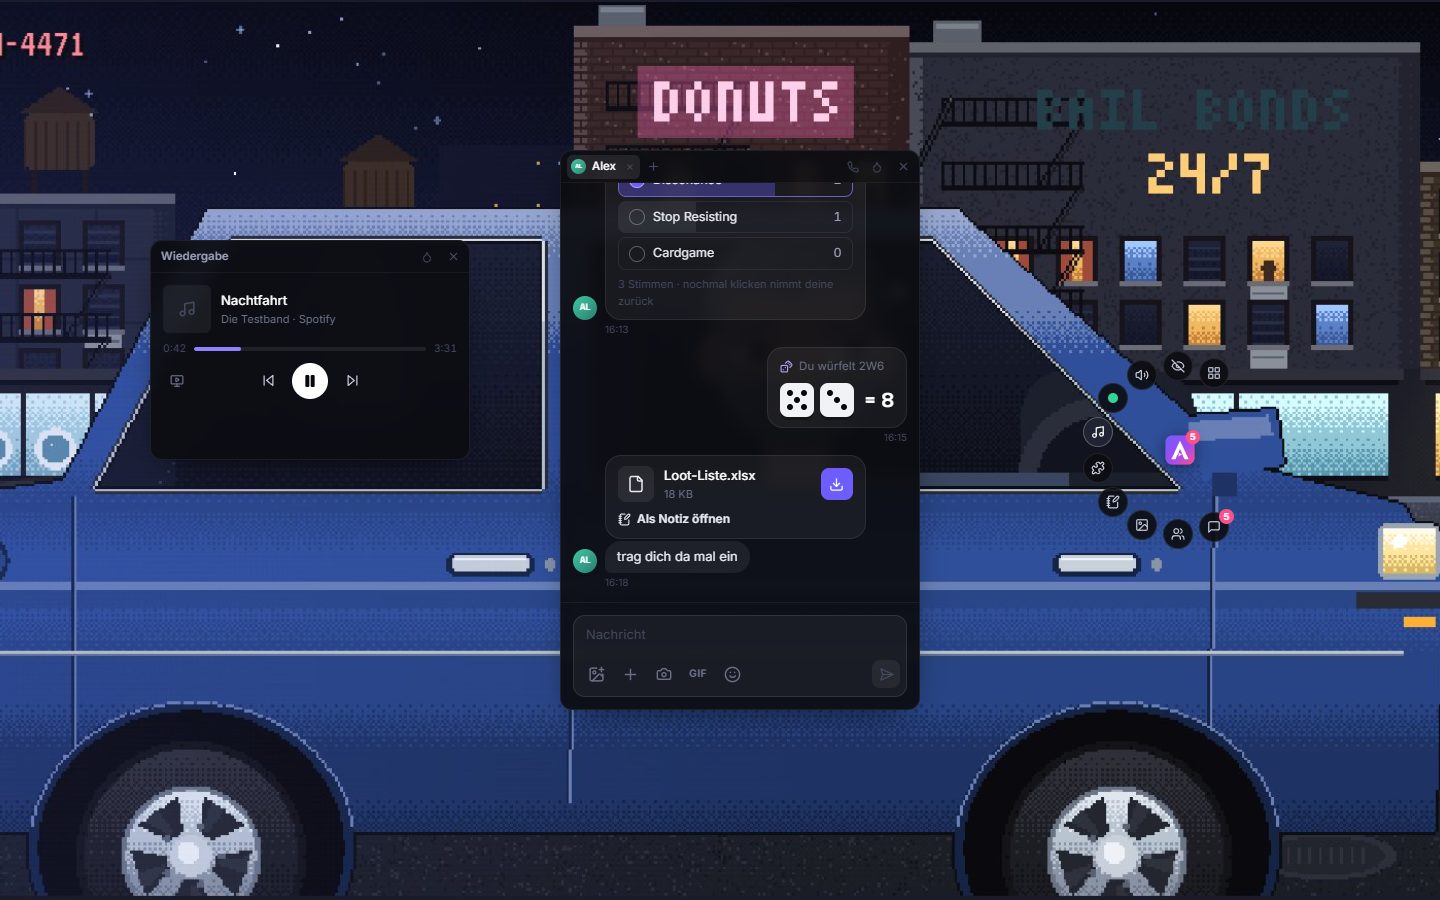 -4471
DONUTS
BAIL BONDS
24/7
AL
Alex
Stop Resisting
1
Cardgame
0
3 Stimmen · nochmal klicken nimmt deine
zurück
AL
16:13
Wiedergabe
Nachtfahrt
Die Testband · Spotify
0:42
3:31
Du würfelt 2W6
= 8
16:15
Loot-Liste.xlsx
18 KB
Als Notiz öffnen
AL
trag dich da mal ein
16:18
Nachricht
GIF
5
5